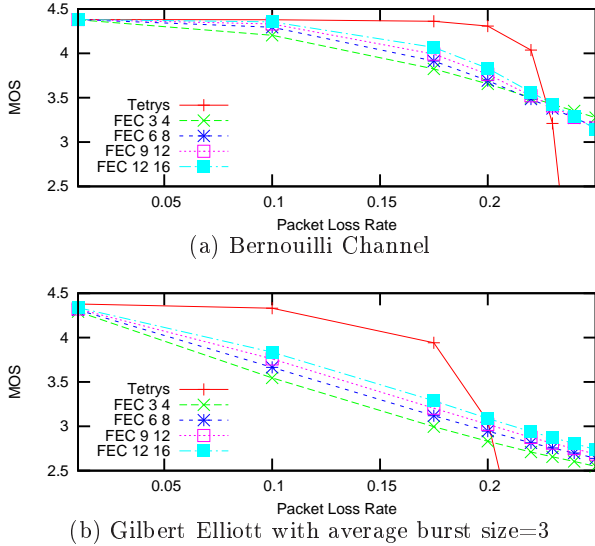 4.5
4
3.5
3
2.5
MOS
Tetrys
FEC 3 4
FEC 6 8
FEC 9 12
FEC 12 16
0.05 0.1 0.15 0.2
Packet Loss Rate
(a) Bernouilli Channel
4.5
4
3.5
3
2.5
MOS
Tetrys
FEC 3 4
FEC 6 8
FEC 9 12
FEC 12 16
0.05 0.1 0.15 0.2
Packet Loss Rate
(b) Gilbert Elliott with average burst size=3